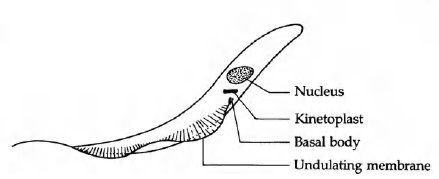 Nucleus
Kinetoplast
Basal body
Undulating membrane